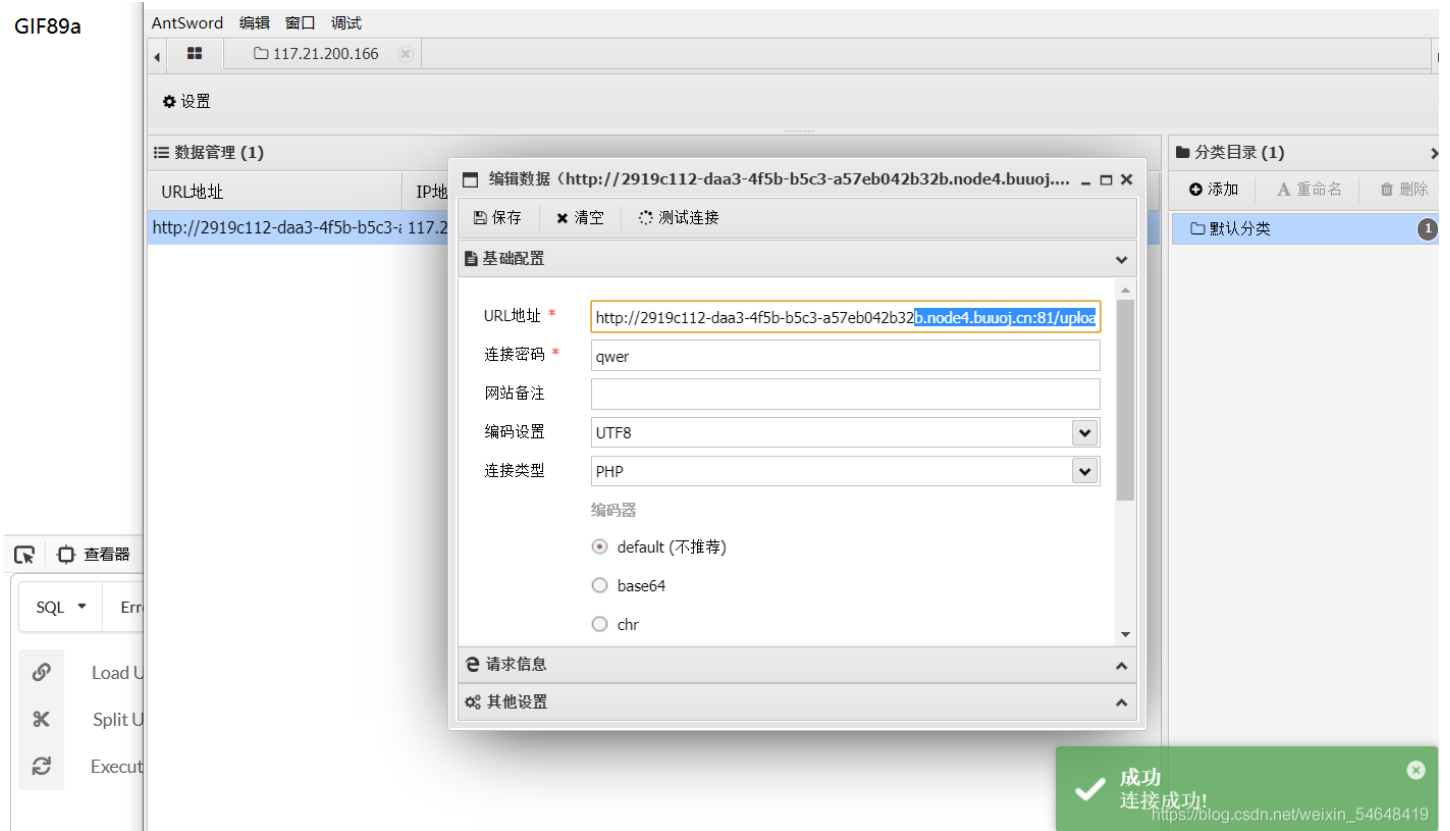 GIF89a
AntSword 编辑 窗口 调试
117.21.200.166
设置
数据管理 (1)
URL地址 IP地
http://2919c112-daa3-4f5b-b5c3-a 117.2
分类目录 (1)
添加 A 重命名 删除
默认分类 1
编辑数据（http://2919c112-daa3-4f5b-b5c3-a57eb042b32b.node4.buuoj....
保存 清空 测试连接
基础配置
URL地址 * http://2919c112-daa3-4f5b-b5c3-a57eb042b32b.node4.buuoj.cn:81/uploa
连接密码 * qwer
网站备注
编码设置 UTF8
连接类型 PHP
编码器
default (不推荐)
base64
chr
请求信息
其他设置
查看器
SQL Erro
Load U
Split U
Execut
成功
连接成功!
https://blog.csdn.net/weixin_54648419